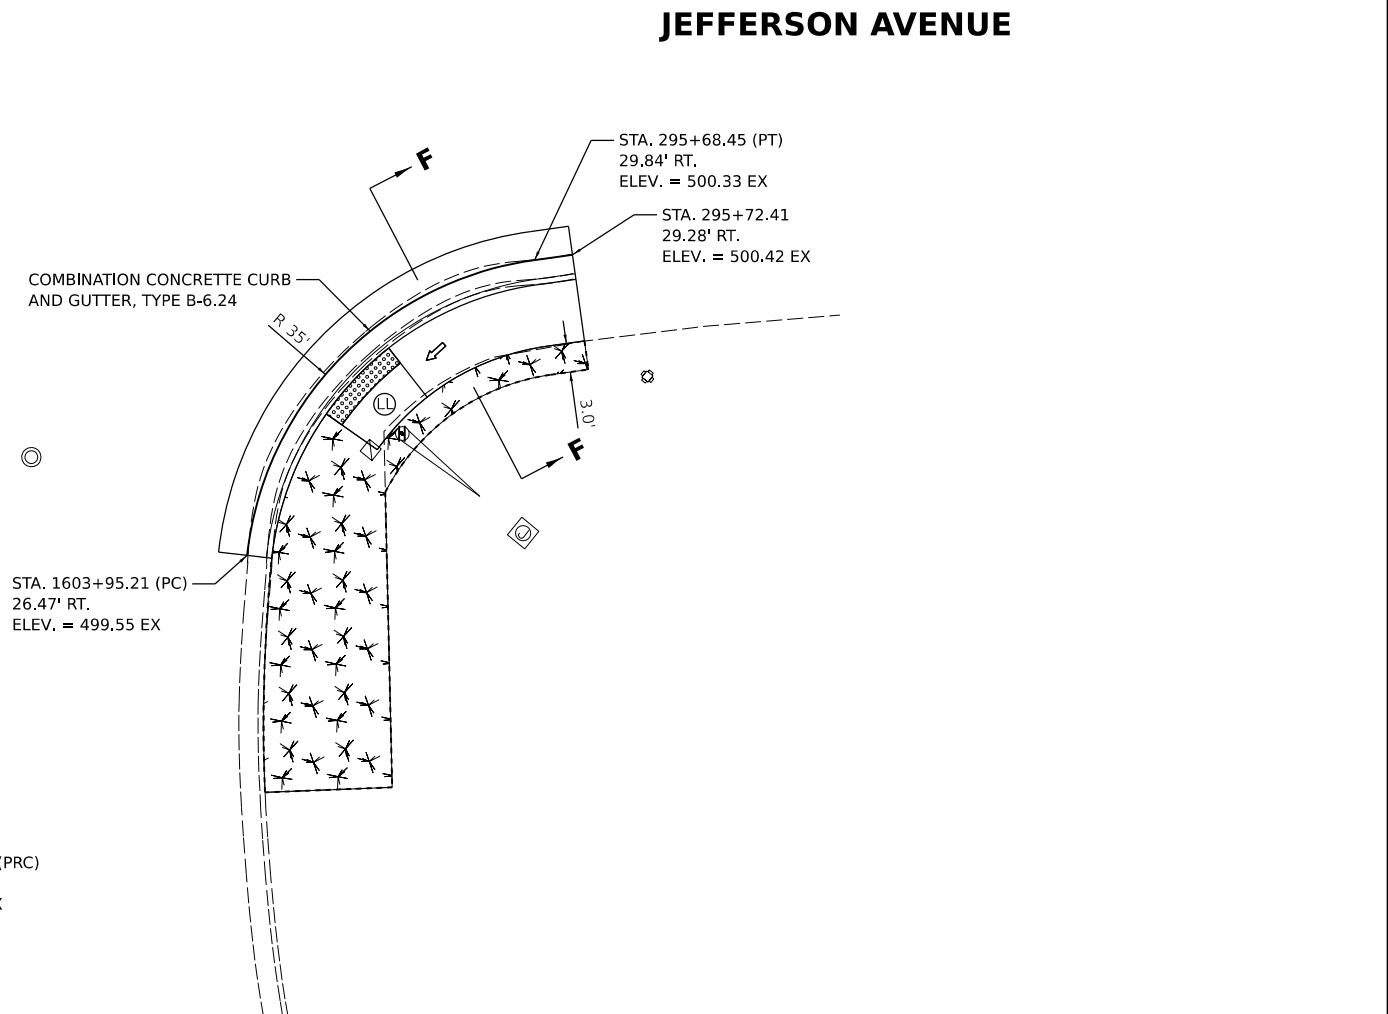 JEFFERSON AVENUE
F
STA. 295+68.45 (PT)
29.84' RT.
ELEV. = 500.33 EX
STA. 295+72.41
29.28' RT.
ELEV. = 500.42 EX
COMBINATION CONCRETTE CURB
AND GUTTER, TYPE B-6.24
R 35'
LL
3.0'
F
STA. 1603+95.21 (PC)
26.47' RT.
ELEV. = 499.55 EX
(PRC)
X